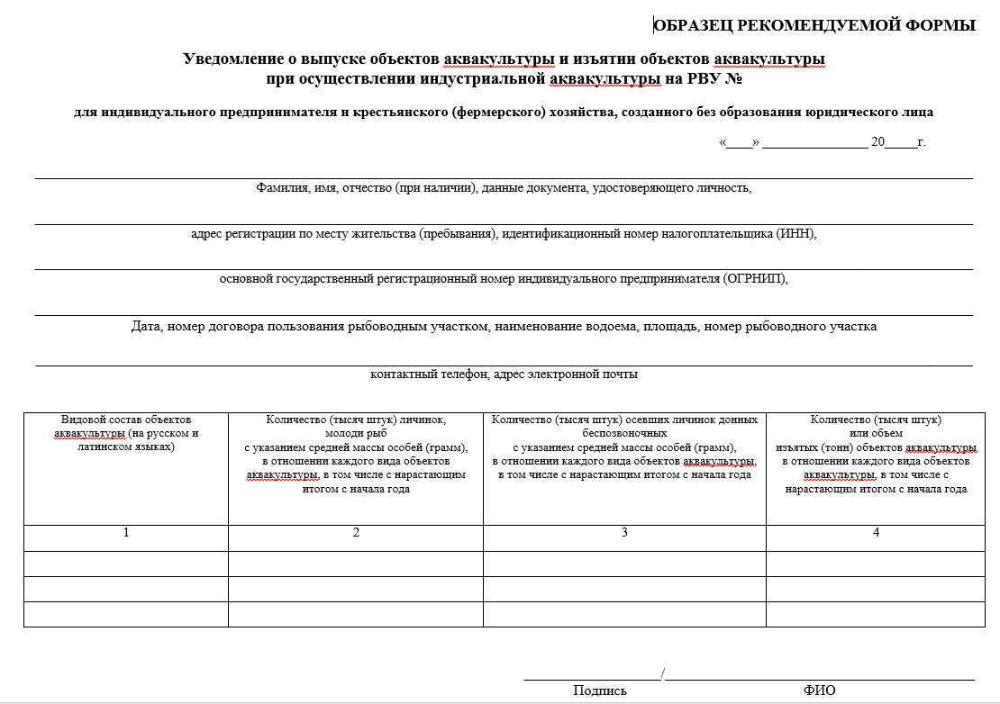 ОБРАЗЕЦ РЕКОМЕНДУЕМОЙ ФОРМЫ
Уведомление о выпуске объектов аквакультуры и изъятии объектов аквакультуры
при осуществлении индустриальной аквакультуры на РВУ №
для индивидуального предпринимателя и крестьянского (фермерского) хозяйства, созданного без образования юридического лица
«____» ________________ 20_____г.
Фамилия, имя, отчество (при наличии), данные документа, удостоверяющего личность,
адрес регистрации по месту жительства (пребывания), идентификационный номер налогоплательщика (ИНН),
основной государственный регистрационный номер индивидуального предпринимателя (ОГРНИП),
Дата, номер договора пользования рыбоводным участком, наименование водоема, площадь, номер рыбоводного участка
контактный телефон, адрес электронной почты
Видовой состав объектов
аквакультуры (на русском и
латинском языках)
Количество (тысяч штук) личинок,
молоди рыб
с указанием средней массы особей (грамм),
в отношении каждого вида объектов
аквакультуры, в том числе с нарастающим
итогом с начала года
Количество (тысяч штук) осевших личинок донных
беспозвоночных
с указанием средней массы особей (грамм),
в отношении каждого вида объектов аквакультуры,
в том числе с нарастающим итогом с начала года
Количество (тысяч штук)
или объем
изъятых (тонн) объектов аквакультуры
в отношении каждого вида объектов
аквакультуры, в том числе с
нарастающим итогом с начала года
1 2 3 4
/
Подпись ФИО